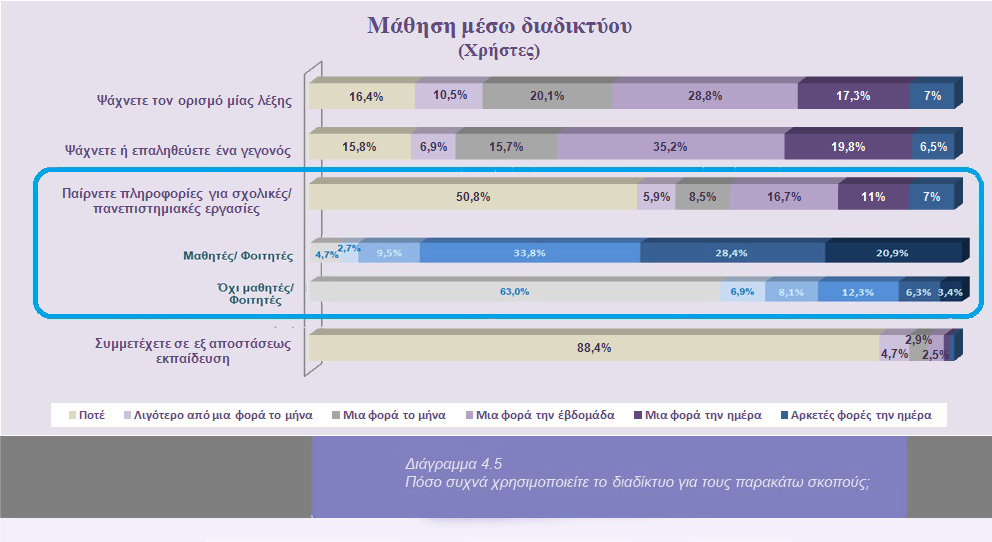 Μάθηση μέσω διαδικτύου
(Χρήστες)
Ψάχνετε τον ορισμό μίας λέξης
16,4% 10,5% 20,1% 28,8% 17,3% 7%
Ψάχνετε ή επαληθεύετε ένα γεγονός
15,8% 6,9% 15,7% 35,2% 19,8% 6,5%
Παίρνετε πληροφορίες για σχολικές/
πανεπιστημιακές εργασίες
50,8% 5,9% 8,5% 16,7% 11% 7%
Μαθητές/ Φοιτητές
4,7% 2,7% 9,5% 33,8% 28,4% 20,9%
Όχι μαθητές/
Φοιτητές
63,0% 6,9% 8,1% 12,3% 6,3% 3,4%
Συμμετέχετε σε εξ αποστάσεως
εκπαίδευση
88,4% 4,7% 2,9% 2,5%
Ποτέ Λιγότερο από μια φορά το μήνα Μια φορά το μήνα Μια φορά την έβδομάδα Μια φορά την ημέρα Αρκετές φορές την ημέρα
Διάγραμμα 4.5
Πόσο συχνά χρησιμοποιείτε το διαδίκτυο για τους παρακάτω σκοπούς;